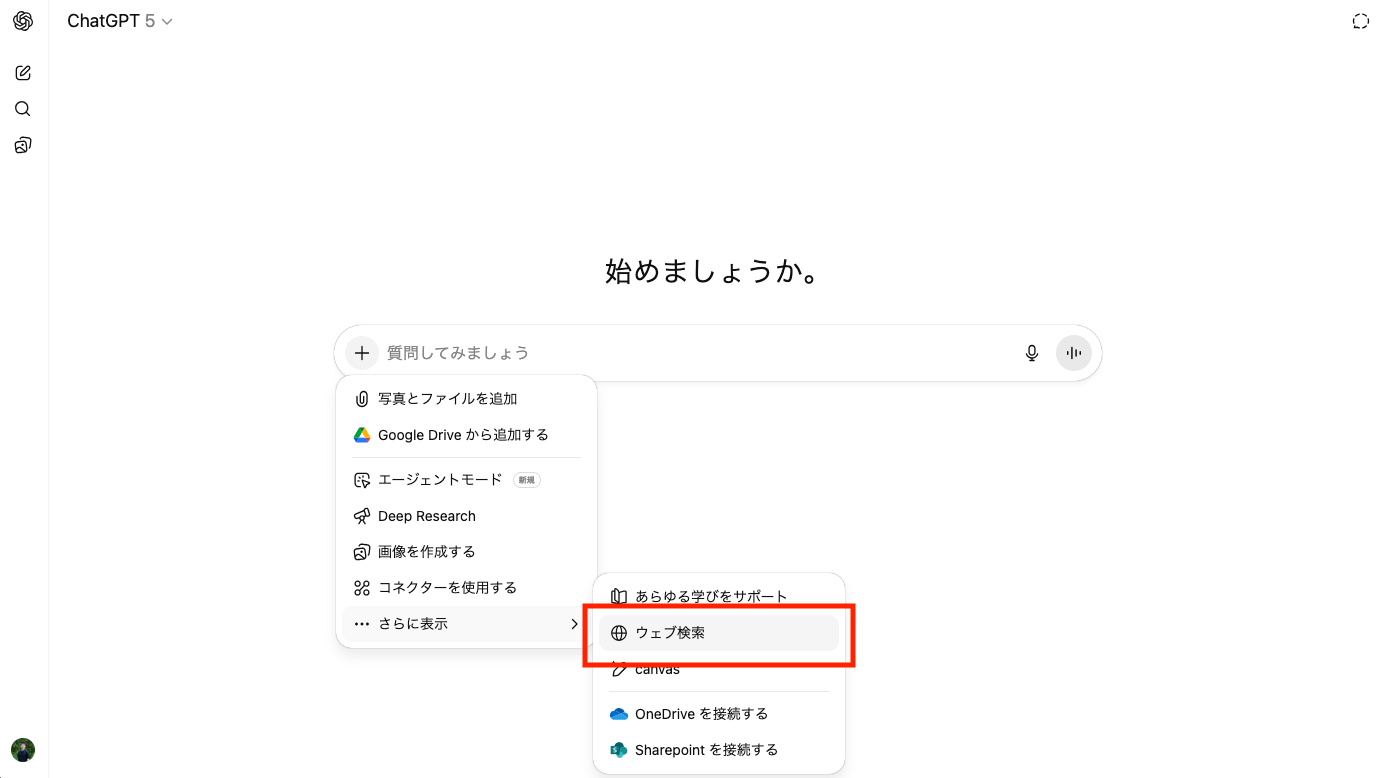 ChatGPT 5
始めましょうか。
質問してみましょう
写真とファイルを追加
Google Drive から追加する
エージェントモード 新規
Deep Research
画像を作成する
コネクターを使用する
さらに表示
あらゆる学びをサポート
ウェブ検索
canvas
OneDrive を接続する
Sharepoint を接続する